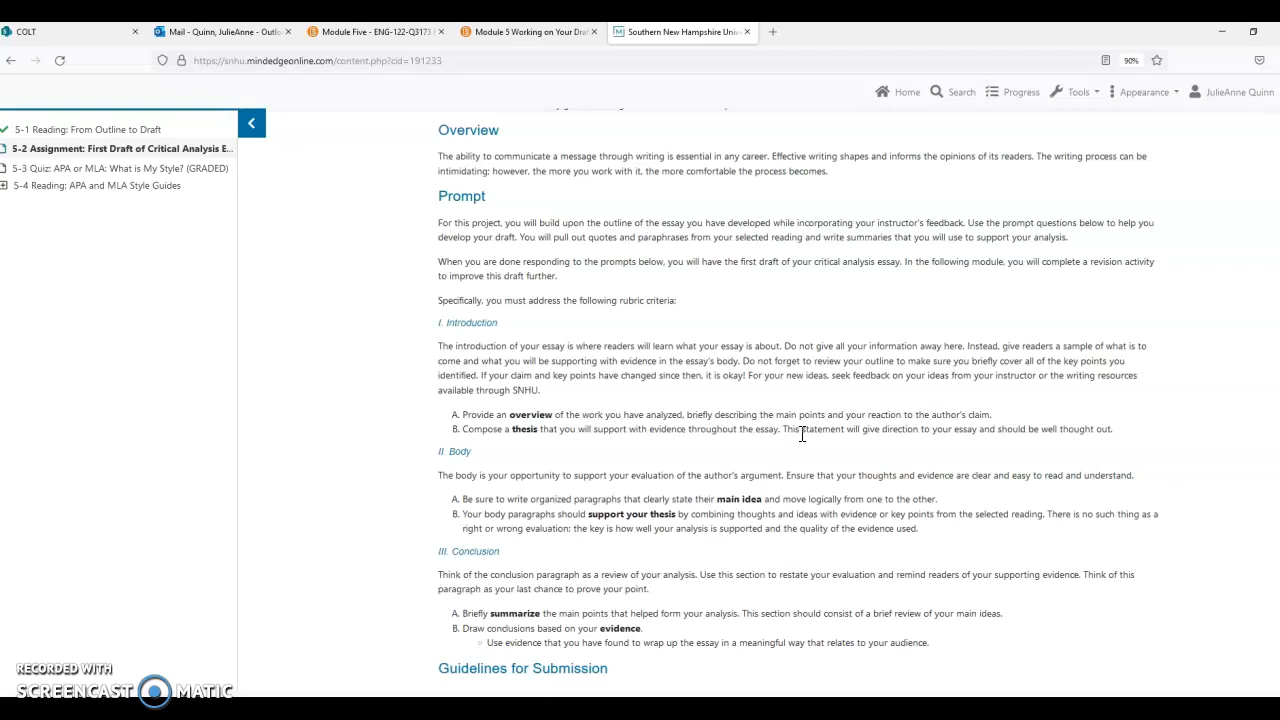 COLT
Mail - Quinn, JulieAnne - Outlo
Module Five - ENG-122-Q3173
Module 5 Working on Your Draf
Southern New Hampshire Univ
https://snhu.mindedgeonline.com/content.php?cid=191233
90%
Home Search Progress Tools Appearance JulieAnne Quinn
5-1 Reading: From Outline to Draft
5-2 Assignment: First Draft of Critical Analysis E...
5-3 Quiz: APA or MLA: What is My Style? (GRADED)
5-4 Reading: APA and MLA Style Guides
Overview
The ability to communicate a message through writing is essential in any career. Effective writing shapes and informs the opinions of its readers. The writing process can be
intimidating; however, the more you work with it, the more comfortable the process becomes.
Prompt
For this project, you will build upon the outline of the essay you have developed while incorporating your instructor's feedback. Use the prompt questions below to help you
develop your draft. You will pull out quotes and paraphrases from your selected reading and write summaries that you will use to support your analysis.
When you are done responding to the prompts below, you will have the first draft of your critical analysis essay. In the following module, you will complete a revision activity
to improve this draft further.
Specifically, you must address the following rubric criteria:
I. Introduction
The introduction of your essay is where readers will learn what your essay is about. Do not give all your information away here. Instead, give readers a sample of what is to
come and what you will be supporting with evidence in the essay's body. Do not forget to review your outline to make sure you briefly cover all of the key points you
identified. If your claim and key points have changed since then, it is okay! For your new ideas, seek feedback on your ideas from your instructor or the writing resources
available through SNHU.
A. Provide an overview of the work you have analyzed, briefly describing the main points and your reaction to the author's claim.
B. Compose a thesis that you will support with evidence throughout the essay. This statement will give direction to your essay and should be well thought out.
II. Body
The body is your opportunity to support your evaluation of the author's argument. Ensure that your thoughts and evidence are clear and easy to read and understand.
A. Be sure to write organized paragraphs that clearly state their main idea and move logically from one to the other.
B. Your body paragraphs should support your thesis by combining thoughts and ideas with evidence or key points from the selected reading. There is no such thing as a
right or wrong evaluation; the key is how well your analysis is supported and the quality of the evidence used.
III. Conclusion
Think of the conclusion paragraph as a review of your analysis. Use this section to restate your evaluation and remind readers of your supporting evidence. Think of this
paragraph as your last chance to prove your point.
A. Briefly summarize the main points that helped form your analysis. This section should consist of a brief review of your main ideas.
B. Draw conclusions based on your evidence.
Use evidence that you have found to wrap up the essay in a meaningful way that relates to your audience.
Guidelines for Submission
RECORDED WITH
SCREENCAST MATIC